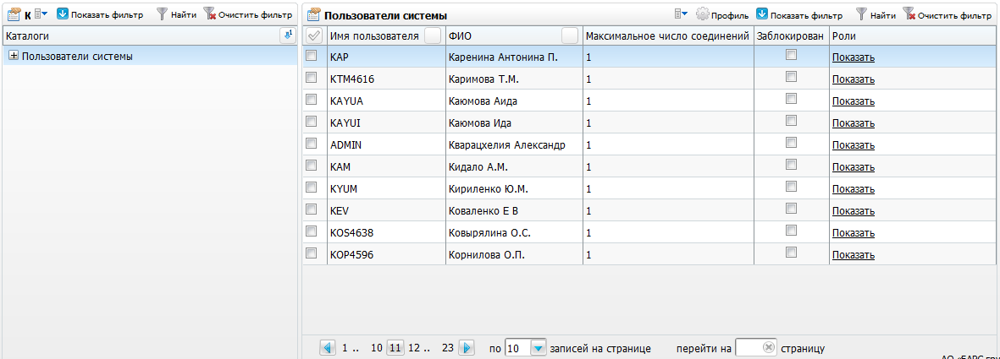 К Показать фильтр Найти Очистить фильтр
Каталоги
Пользователи системы
Пользователи системы Профиль Показать фильтр Найти Очистить фильтр
Имя пользователя ФИО Максимальное число соединений Заблокирован Роли
KAP Каренина Антонина П. 1 Показать
KTM4616 Каримова Т.М. 1 Показать
KAYUA Каюмова Аида 1 Показать
KAYUI Каюмова Ида 1 Показать
ADMIN Кварацхелия Александр 1 Показать
KAM Кидало А.М. 1 Показать
KYUM Кириленко Ю.М. 1 Показать
KEV Коваленко Е В 1 Показать
KOS4638 Ковырялина О.С. 1 Показать
KOP4596 Корнилова О.П. 1 Показать
1 .. 10 11 12 .. 23 по 10 записей на странице перейти на страницу